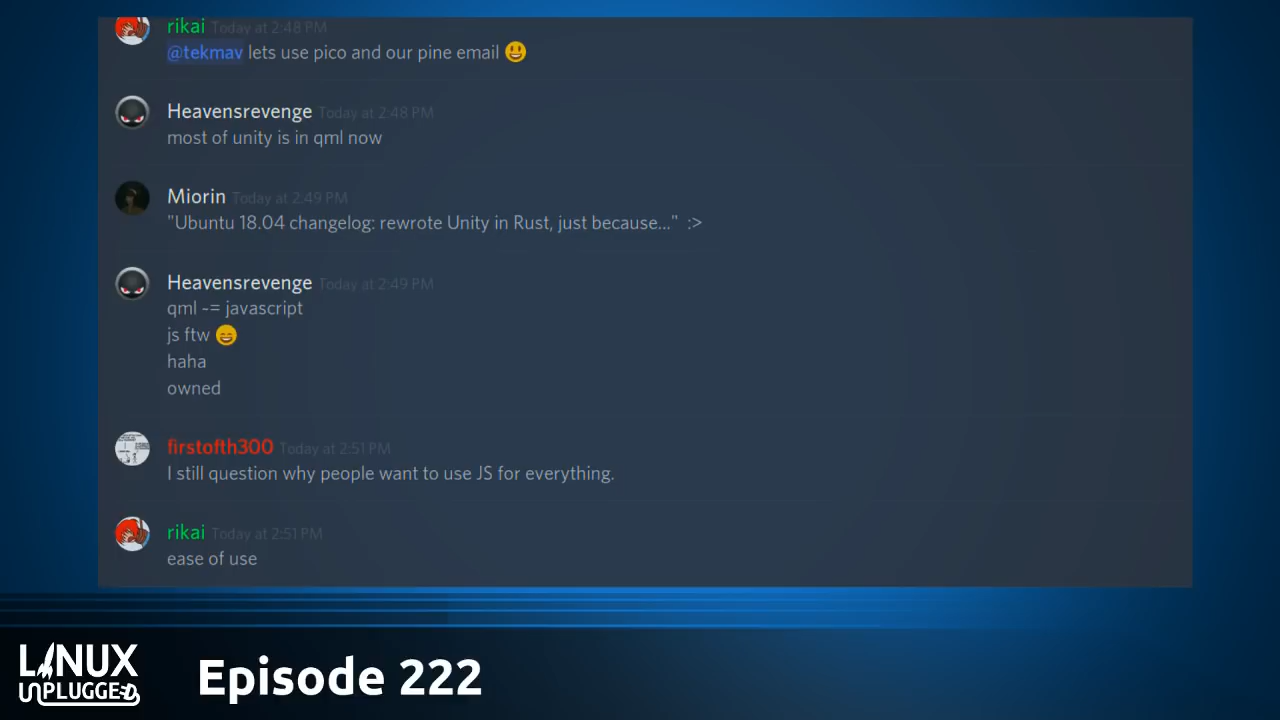 rikai Today at 2:48 PM
@tekmav lets use pico and our pine email
Heavensrevenge Today at 2:48 PM
most of unity is in qml now
Miorin Today at 2:49 PM
"Ubuntu 18.04 changelog: rewrote Unity in Rust, just because..." :>
Heavensrevenge Today at 2:49 PM
qml ~= javascript
js ftw
haha
owned
firstofth300 Today at 2:51 PM
I still question why people want to use JS for everything.
rikai Today at 2:51 PM
ease of use
LINUX
UNPLUGGED
Episode 222